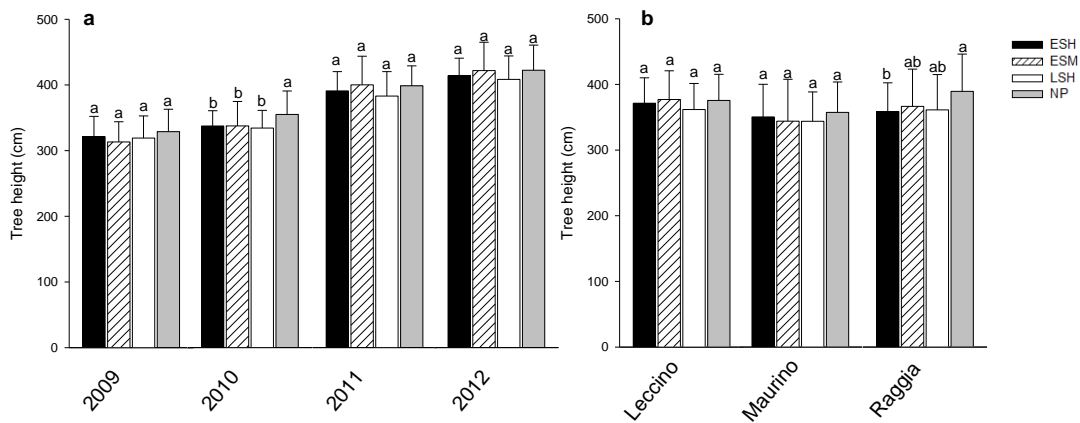 a
500
400
300
200
100
0
Tree height (cm)
a a a a
b b b a
a a a a
a a a a
2009 2010 2011 2012
b
500
400
300
200
100
0
Tree height (cm)
a a a a
a a a a
b ab ab a
Leccino Maurino Raggia
ESH
ESM
LSH
NP